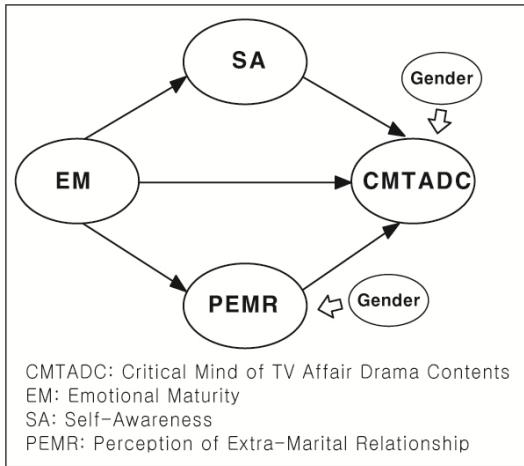 SA
Gender
EM
CMTADC
PEMR
Gender
CMTADC: Critical Mind of TV Affair Drama Contents
EM: Emotional Maturity
SA: Self-Awareness
PEMR: Perception of Extra-Marital Relationship